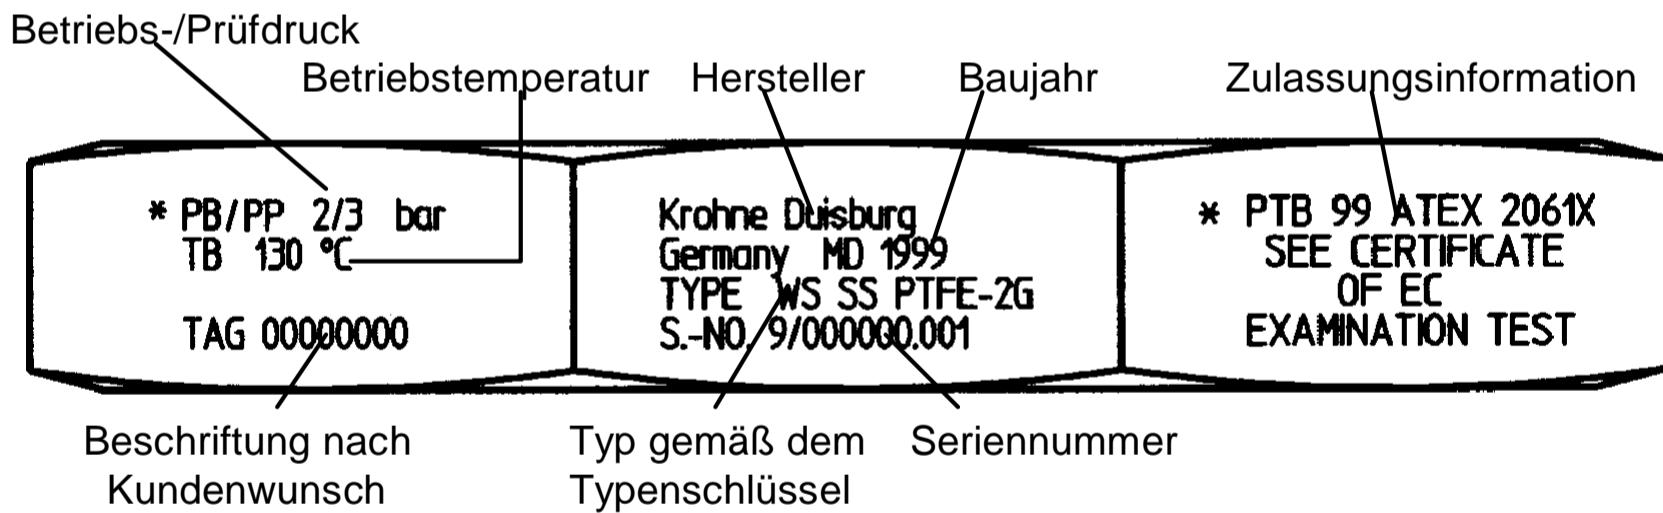 Betriebs-/Prüfdruck
Betriebstemperatur Hersteller Baujahr Zulassungsinformation
* PB/PP 2/3 bar
TB 130 °C
TAG 00000000
Krohne Duisburg
Germany MD 1999
TYPE WS SS PTFE-2G
S.-NO. 9/000000.001
* PTB 99 ATEX 2061X
SEE CERTIFICATE
OF EC
EXAMINATION TEST
Beschriftung nach
Kundenwunsch
Typ gemäß dem
Typenschlüssel
Seriennummer